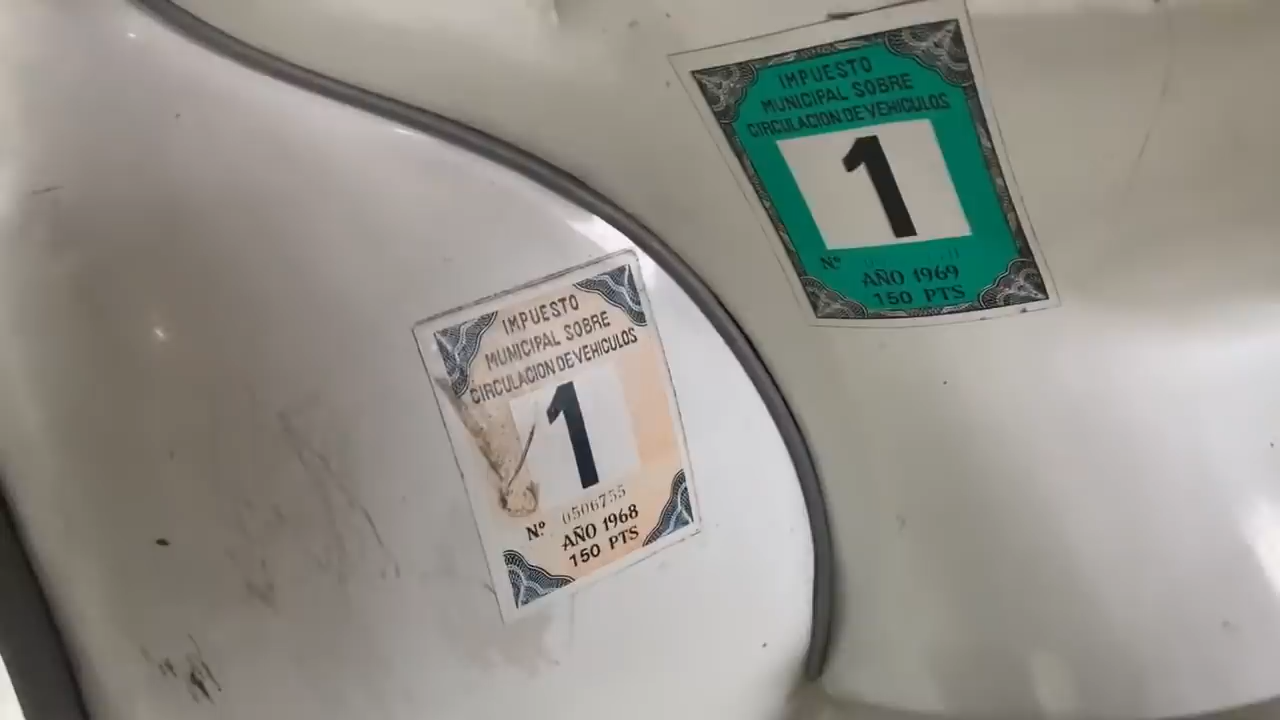 IMPUESTO
MUNICIPAL SOBRE
CIRCULACION DE VEHICULOS
1
Nº
AÑO 1969
150 PTS
IMPUESTO
MUNICIPAL SOBRE
CIRCULACION DE VEHICULOS
1
Nº 0506755
AÑO 1968
150 PTS